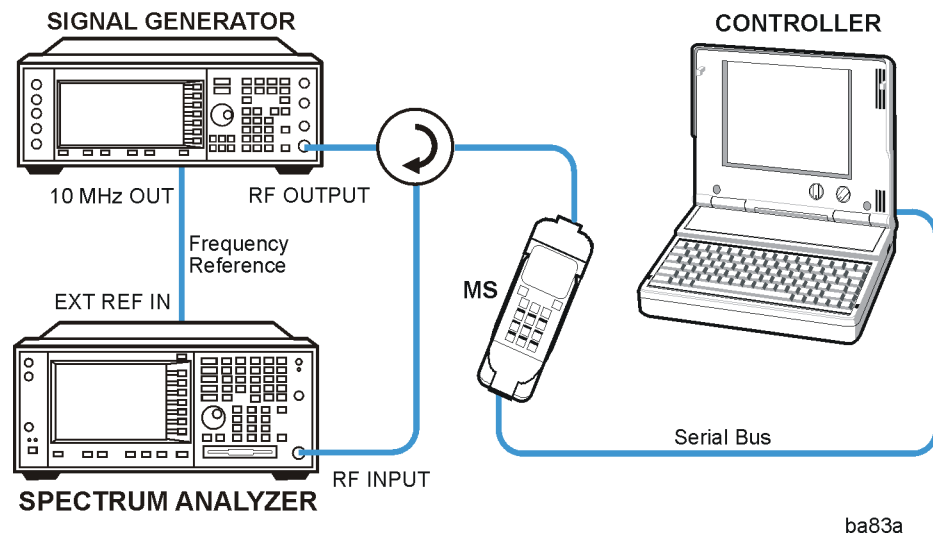 SIGNAL GENERATOR
CONTROLLER
10 MHz OUT
RF OUTPUT
Frequency
Reference
EXT REF IN
MS
Serial Bus
RF INPUT
SPECTRUM ANALYZER
ba83a